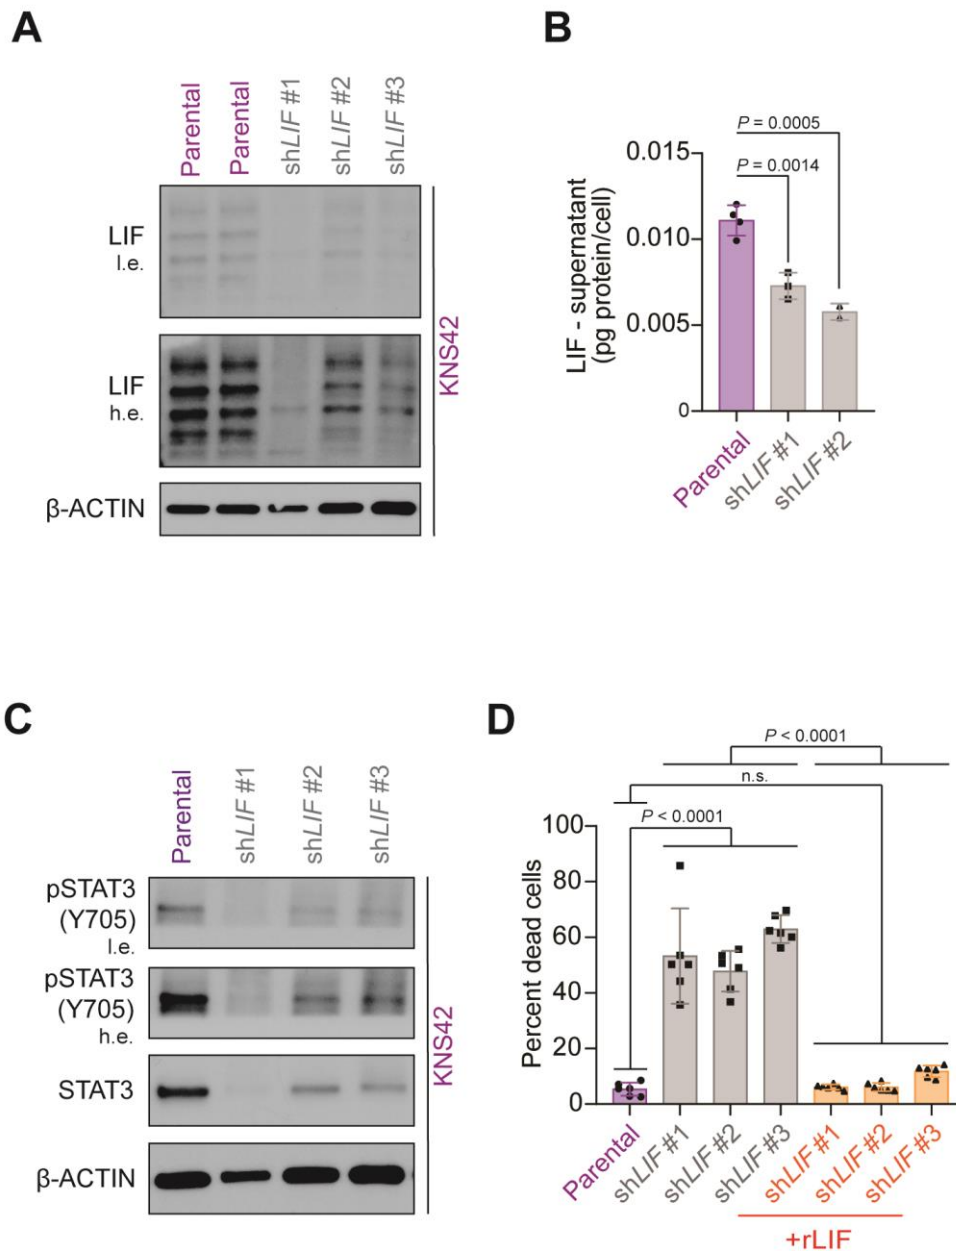 A
Parental
Parental
shLIF #1
shLIF #2
shLIF #3
LIF
l.e.
LIF
h.e.
β-ACTIN
KNS42
B
P = 0.0005
P = 0.0014
0.015
0.010
0.005
0
LIF - supernatant
(pg protein/cell)
Parental
shLIF #1
shLIF #2
C
Parental
shLIF #1
shLIF #2
shLIF #3
pSTAT3
(Y705)
l.e.
pSTAT3
(Y705)
h.e.
STAT3
β-ACTIN
KNS42
D
P < 0.0001
n.s.
P < 0.0001
100
80
60
40
20
0
Percent dead cells
Parental
shLIF #1
shLIF #2
shLIF #3
shLIF #1
shLIF #2
shLIF #3
+rLIF